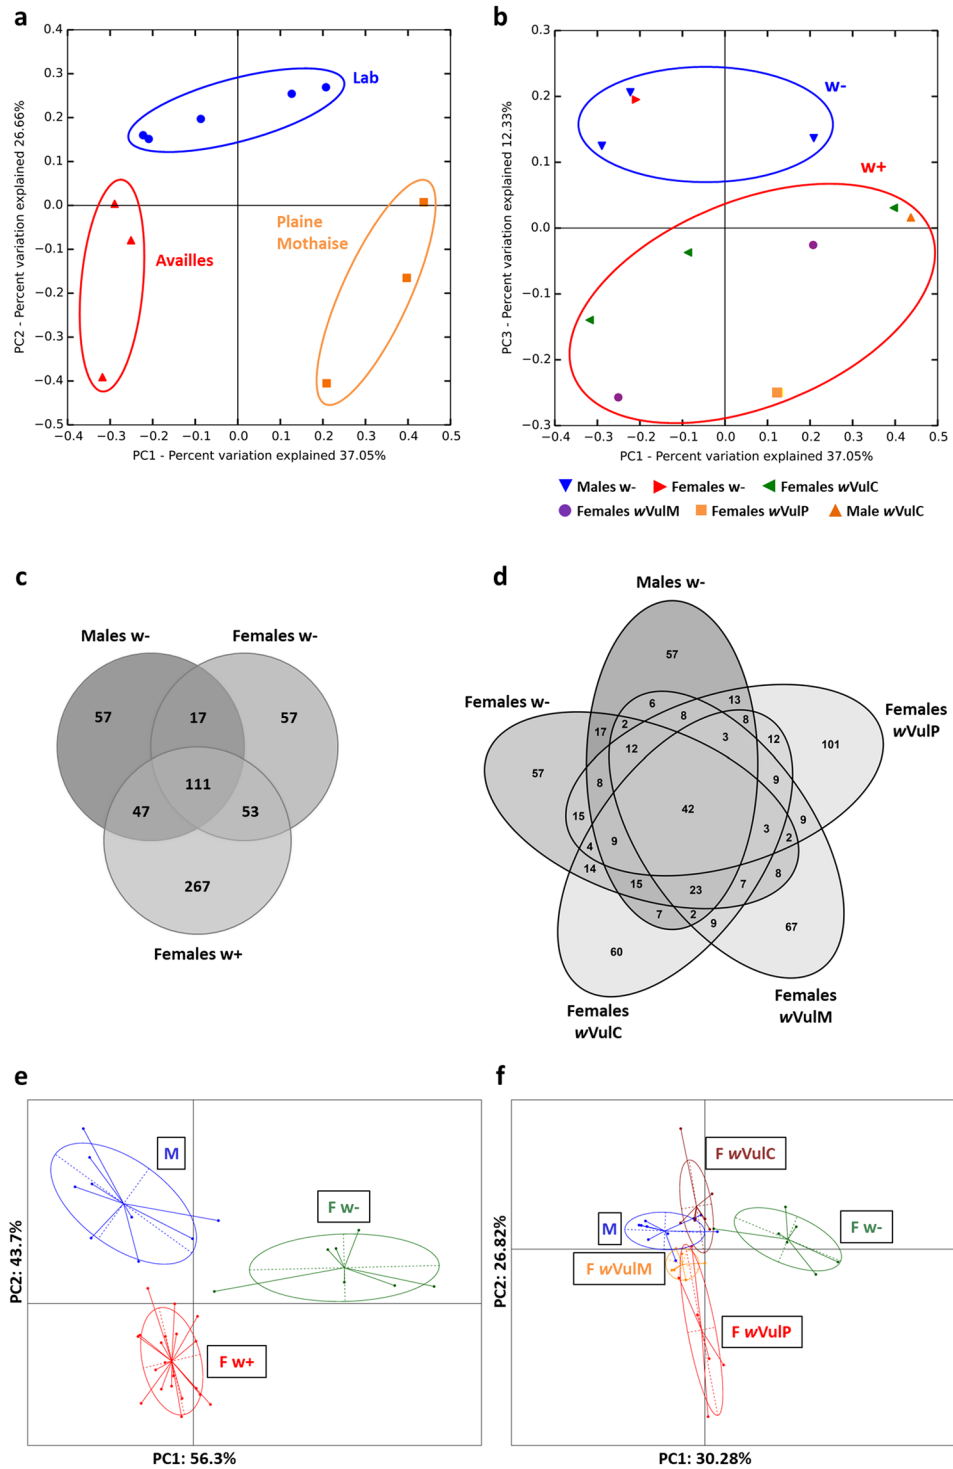 a
0.4
0.3
0.2
0.1
0.0
−0.1
−0.2
−0.3
−0.4
−0.5
−0.4 −0.3 −0.2 −0.1 0.0 0.1 0.2 0.3 0.4 0.5
PC2 - Percent variation explained 26.66%
PC1 - Percent variation explained 37.05%
Lab
Availles
Plaine
Mothaise
b
0.3
0.2
0.1
0.0
−0.1
−0.2
−0.3
−0.4 −0.3 −0.2 −0.1 0.0 0.1 0.2 0.3 0.4 0.5
PC3 - Percent variation explained 12.33%
PC1 - Percent variation explained 37.05%
w-
w+
Males w- Females w- Females wVulC
Females wVulM Females wVulP Male wVulC
c
Males w- Females w-
57 17 57
111
47 53
267
Females w+
d
Males w-
57
Females w-
Females
wVulP
6 13
17 2 8 8
12 3 12 101
57 8 9
42
15 9 3 9
4 2
14 15 23 7 8
7 2 9
60 67
Females
wVulC
Females
wVulM
e
M
F w-
F w+
PC2: 43.7%
PC1: 56.3%
f
F wVulC
M
F w-
F wVulM
F wVulP
PC2: 26.82%
PC1: 30.28%